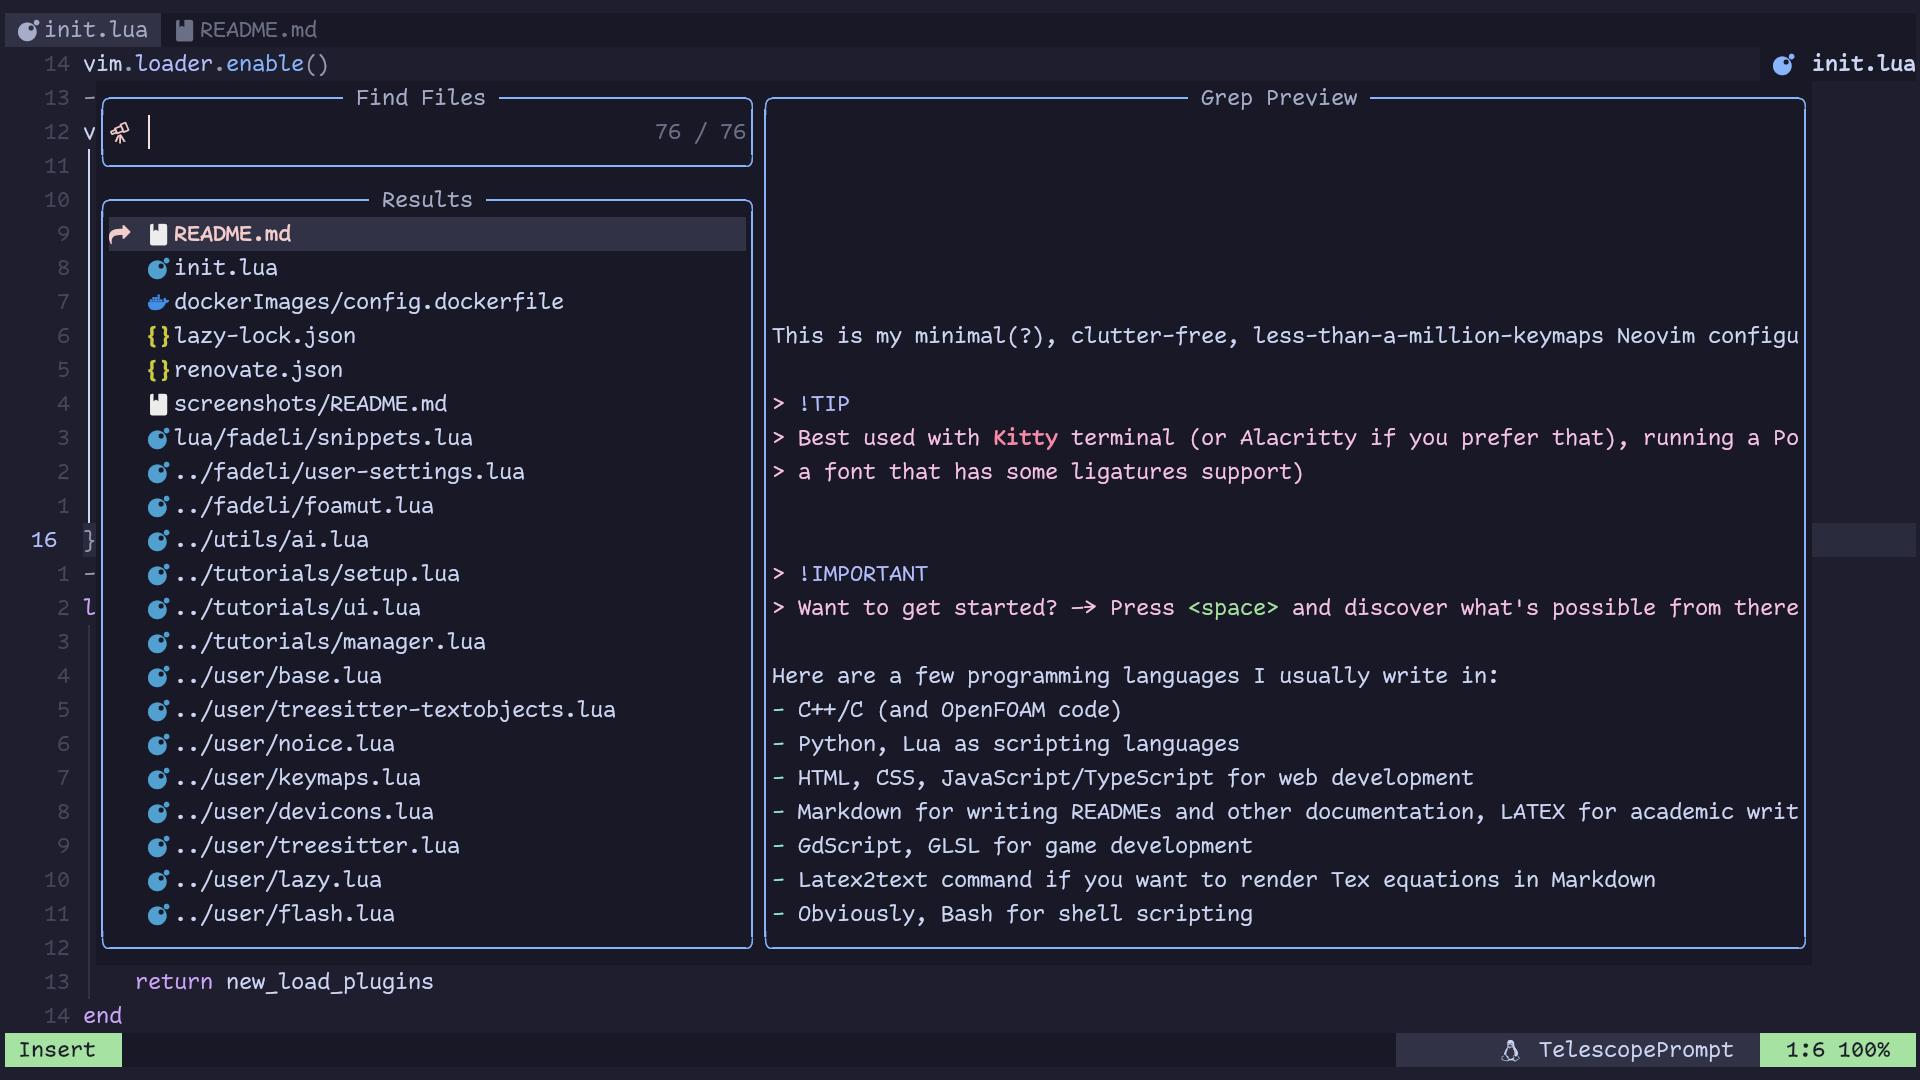 init.lua README.md
14 vim.loader.enable() init.lua
13 - Find Files Grep Preview
12 v 76 / 76
11
10 Results
9 README.md
8 init.lua
7 dockerImages/config.dockerfile
6 {} lazy-lock.json This is my minimal(?), clutter-free, less-than-a-million-keymaps Neovim configu
5 {} renovate.json
4 screenshots/README.md > !TIP
3 lua/fadeli/snippets.lua > Best used with Kitty terminal (or Alacritty if you prefer that), running a Po
2 ../fadeli/user-settings.lua > a font that has some ligatures support)
1 ../fadeli/foamut.lua
16 } ../utils/ai.lua
1 - ../tutorials/setup.lua > !IMPORTANT
2 l ../tutorials/ui.lua > Want to get started? —> Press <space> and discover what's possible from there
3 ../tutorials/manager.lua
4 ../user/base.lua Here are a few programming languages I usually write in:
5 ../user/treesitter-textobjects.lua - C++/C (and OpenFOAM code)
6 ../user/noice.lua - Python, Lua as scripting languages
7 ../user/keymaps.lua - HTML, CSS, JavaScript/TypeScript for web development
8 ../user/devicons.lua - Markdown for writing READMEs and other documentation, LATEX for academic writ
9 ../user/treesitter.lua - GdScript, GLSL for game development
10 ../user/lazy.lua - Latex2text command if you want to render Tex equations in Markdown
11 ../user/flash.lua - Obviously, Bash for shell scripting
12
13 return new_load_plugins
14 end
Insert TelescopePrompt 1:6 100%